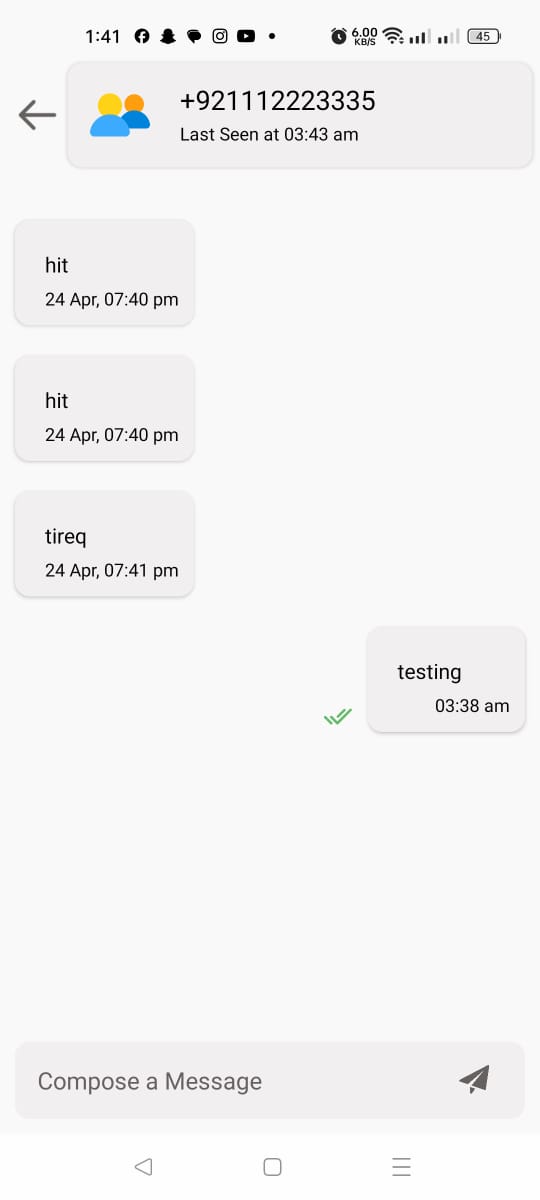 1:41 6.00 KB/S 45
+921112223335
Last Seen at 03:43 am
hit
24 Apr, 07:40 pm
hit
24 Apr, 07:40 pm
tireq
24 Apr, 07:41 pm
testing
03:38 am
Compose a Message